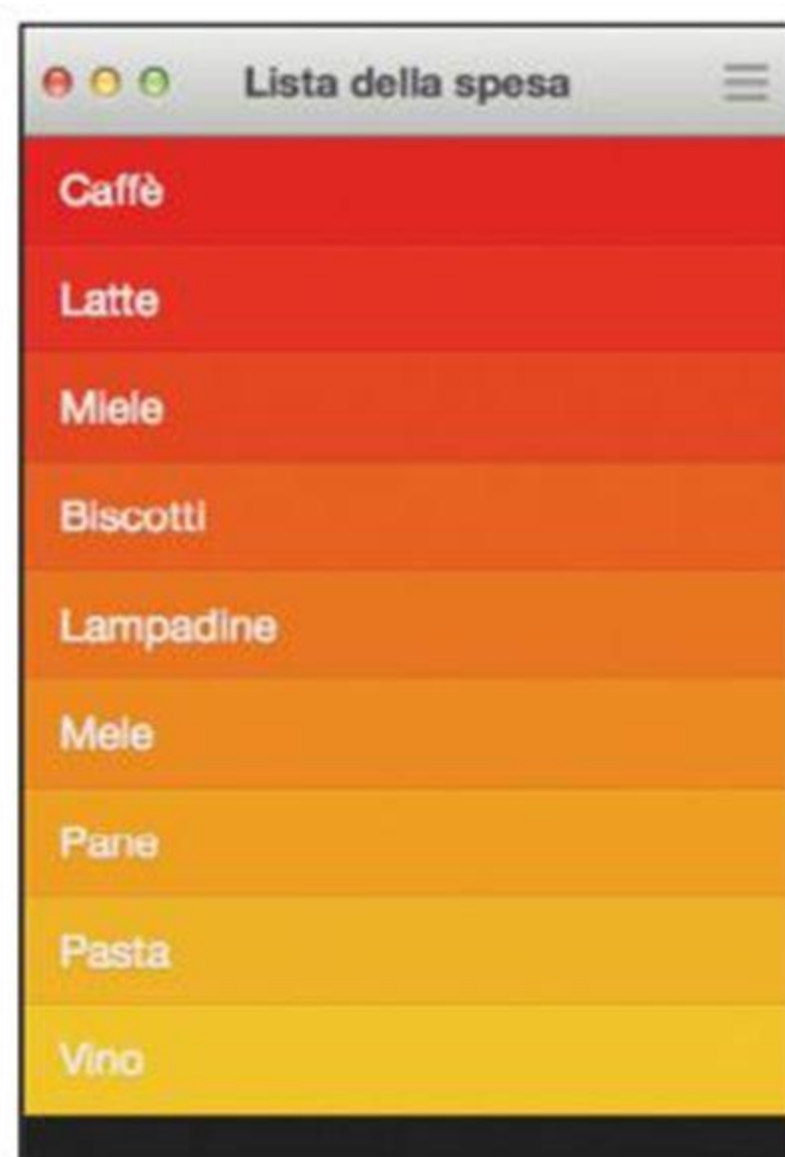 Lista della spesa
Caffè
Latte
Miele
Biscotti
Lampadine
Mele
Pane
Pasta
Vino